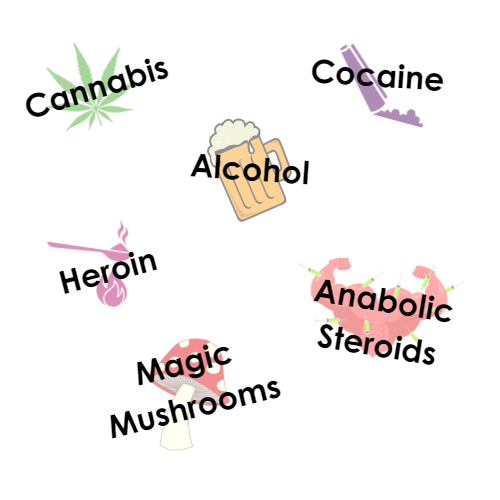 Cannabis
Cocaine
Alcohol
Heroin
Anabolic
Steroids
Magic
Mushrooms